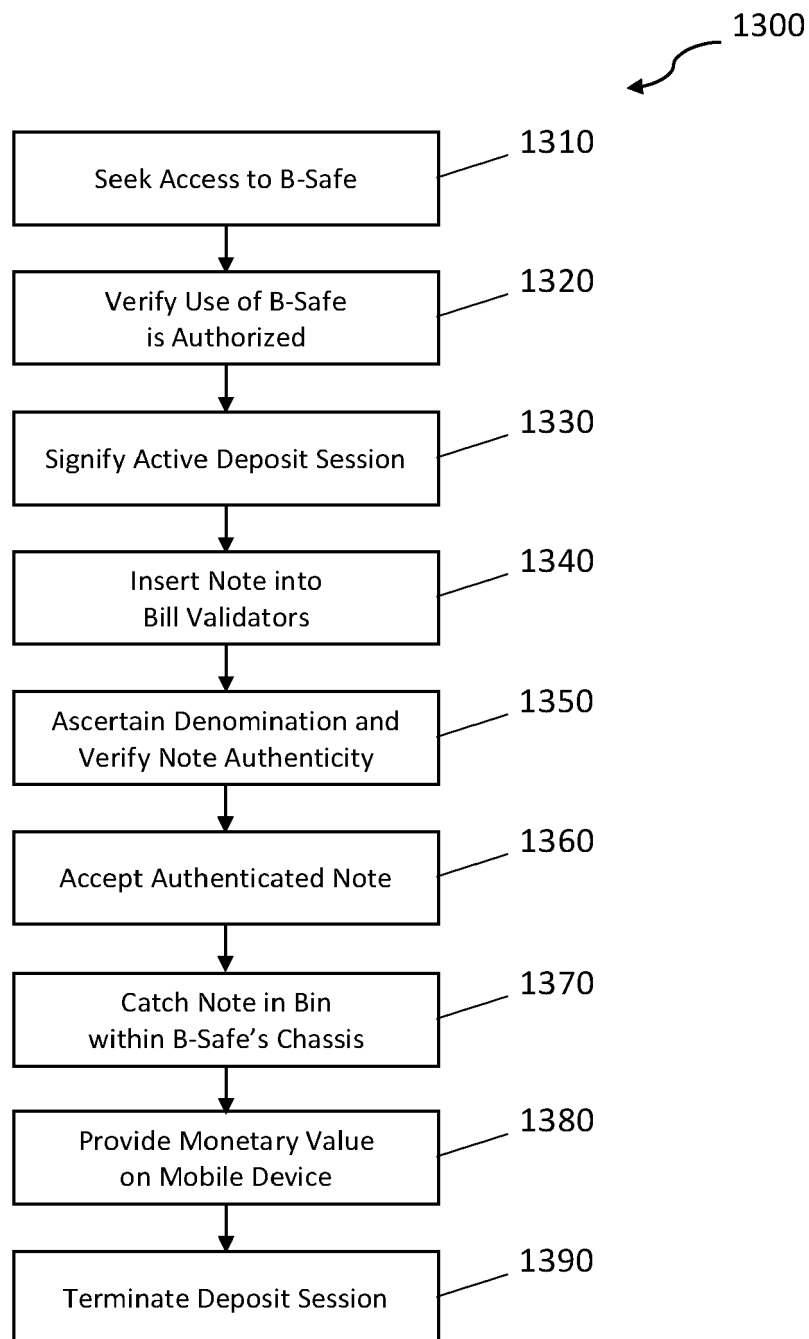 1300
1310
Seek Access to B-Safe
1320
Verify Use of B-Safe
is Authorized
1330
Signify Active Deposit Session
1340
Insert Note into
Bill Validators
1350
Ascertain Denomination and
Verify Note Authenticity
1360
Accept Authenticated Note
1370
Catch Note in Bin
within B-Safe’s Chassis
1380
Provide Monetary Value
on Mobile Device
1390
Terminate Deposit Session